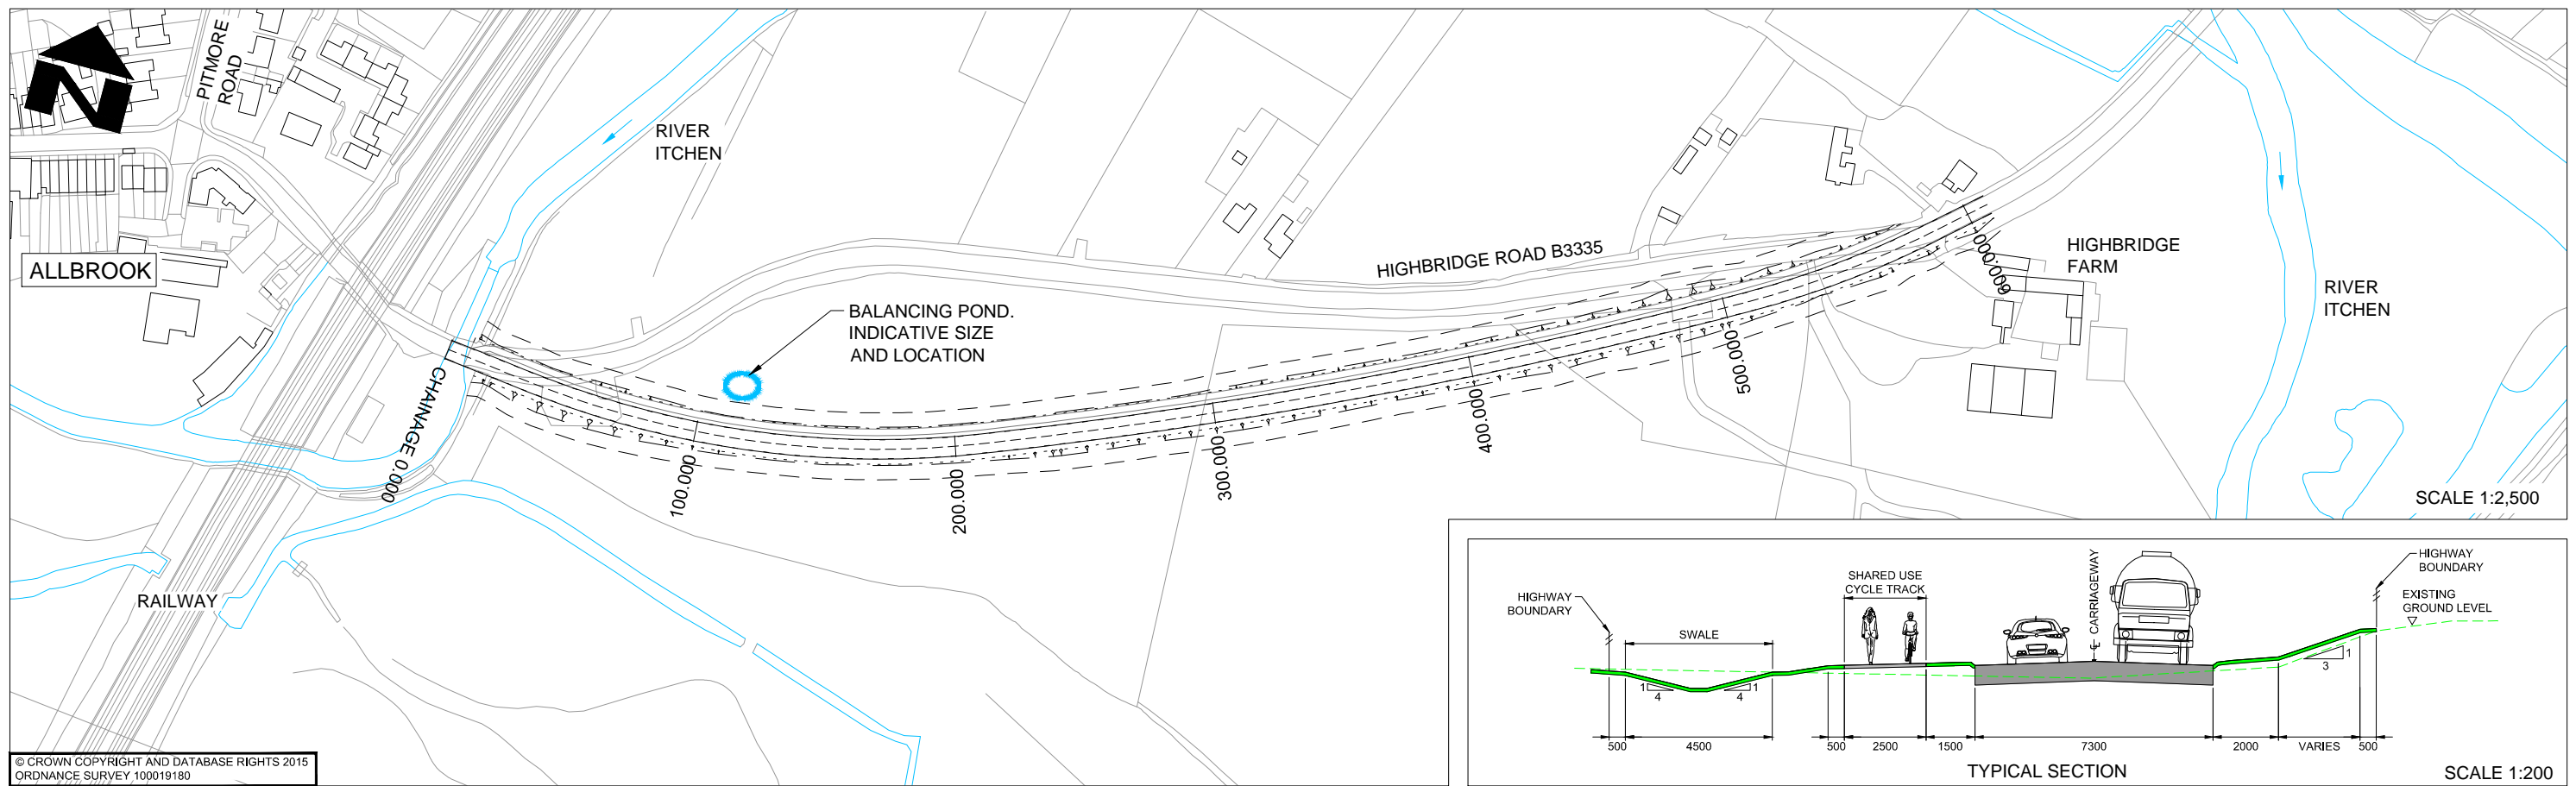 PITMORE
ROAD
N
RIVER
ITCHEN
ALLBROOK
HIGHBRIDGE ROAD B3335
HIGHBRIDGE
FARM
RIVER
ITCHEN
BALANCING POND.
INDICATIVE SIZE
AND LOCATION
CHAINAGE 0.000
100.000
200.000
300.000
400.000
500.000
600.000
RAILWAY
SCALE 1:2,500
© CROWN COPYRIGHT AND DATABASE RIGHTS 2015
ORDNANCE SURVEY 100019180
HIGHWAY
BOUNDARY
SWALE
SHARED USE
CYCLE TRACK
CL CARRIAGEWAY
HIGHWAY
BOUNDARY
EXISTING
GROUND LEVEL
1
4
1
4
1
3
500
4500
500
2500
1500
7300
2000
VARIES
500
TYPICAL SECTION
SCALE 1:200